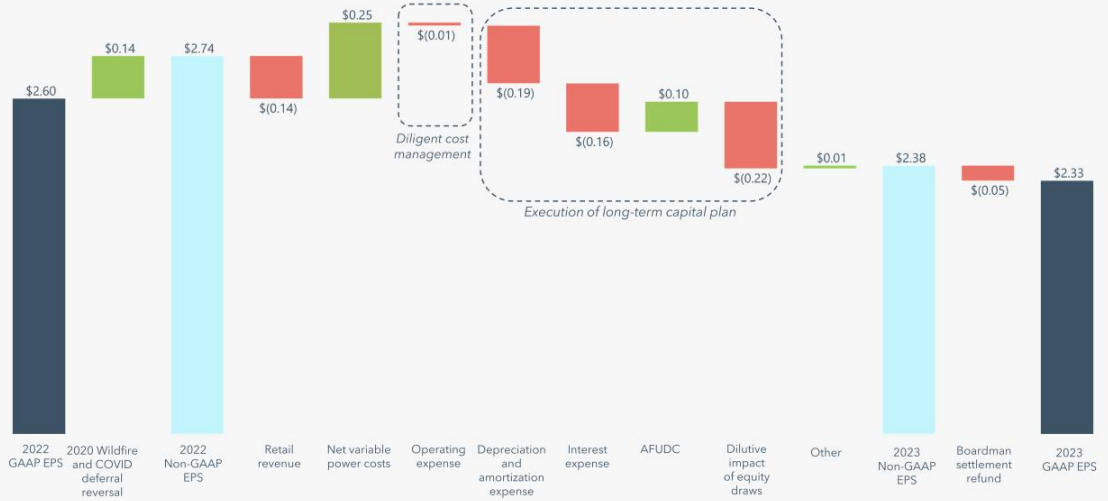 $2.60
$0.14
$2.74
$(0.14)
$0.25
$(0.01)
Diligent cost
management
$(0.19)
$(0.16)
$0.10
$(0.22)
Execution of long-term capital plan
$0.01
$2.38
$(0.05)
$2.33
2022
GAAP EPS
2020 Wildfire
and COVID
deferral
reversal
2022
Non-GAAP
EPS
Retail
revenue
Net variable
power costs
Operating
expense
Depreciation
and
amortization
expense
Interest
expense
AFUDC
Dilutive
impact
of equity
draws
Other
2023
Non-GAAP
EPS
Boardman
settlement
refund
2023
GAAP EPS